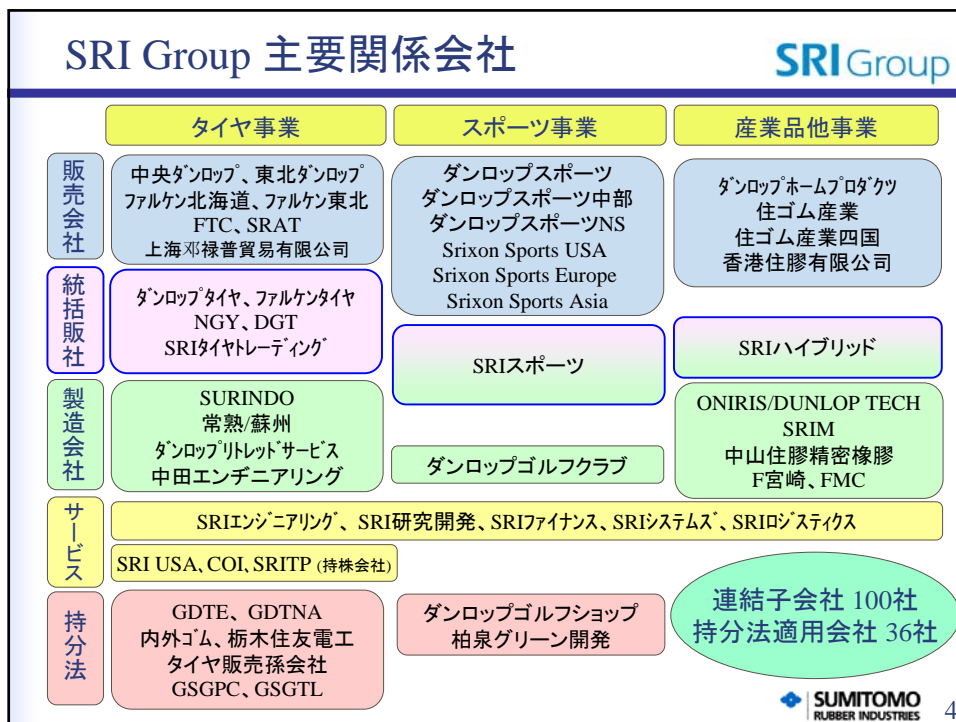 SRI Group 主要関係会社
SRI Group
タイヤ事業
スポーツ事業
産業品他事業
販売会社
中央ﾀﾞﾝﾛｯﾌﾟ、東北ﾀﾞﾝﾛｯﾌﾟ
ﾌｧﾙｹﾝ北海道、ﾌｧﾙｹﾝ東北
FTC、SRAT
上海邓禄普貿易有限公司
ダンロップスポーツ
ダンロップスポーツ中部
ダンロップスポーツNS
Srixon Sports USA
Srixon Sports Europe
Srixon Sports Asia
ﾀﾞﾝﾛｯﾌﾟﾎｰﾑﾌﾟﾛﾀﾞｸﾂ
住ゴム産業
住ゴム産業四国
香港住膠有限公司
統括販社
ﾀﾞﾝﾛｯﾌﾟﾀｲﾔ、ﾌｧﾙｹﾝﾀｲﾔ
NGY、DGT
SRIﾀｲﾔﾄﾚｰﾃﾞｨﾝｸﾞ
SRIスポーツ
SRIハイブリッド
製造会社
SURINDO
常熟/蘇州
ﾀﾞﾝﾛｯﾌﾟﾘﾄﾚｯﾄﾞｻｰﾋﾞｽ
中田エンヂニアリング
ダンロップゴルフクラブ
ONIRIS/DUNLOP TECH
SRIM
中山住膠精密橡膠
F宮崎、FMC
サービス
SRIｴﾝｼﾞﾆｱﾘﾝｸﾞ、SRI研究開発、SRIﾌｧｲﾅﾝｽ、SRIｼｽﾃﾑｽﾞ、SRIﾛｼﾞｽﾃｨｸｽ
SRI USA、COI、SRITP (持株会社)
持分法
GDTE、GDTNA
内外ｺﾞﾑ、栃木住友電工
タイヤ販売孫会社
GSGPC、GSGTL
ダンロップゴルフショップ
柏泉グリーン開発
連結子会社 100社
持分法適用会社 36社
SUMITOMO
RUBBER INDUSTRIES
4